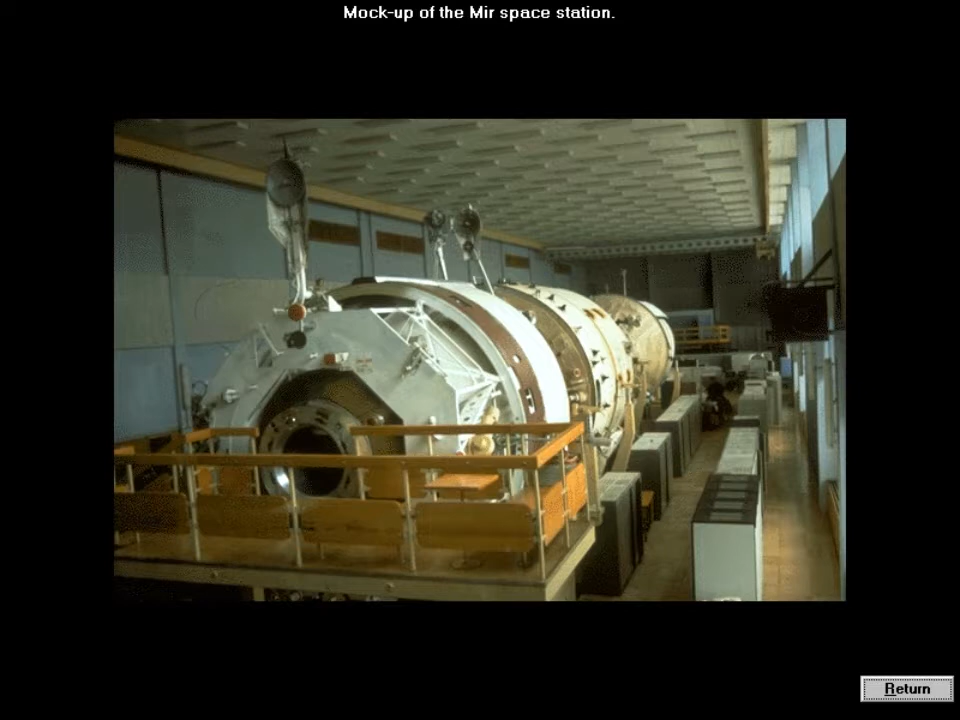 Mock-up of the Mir space station.
Return